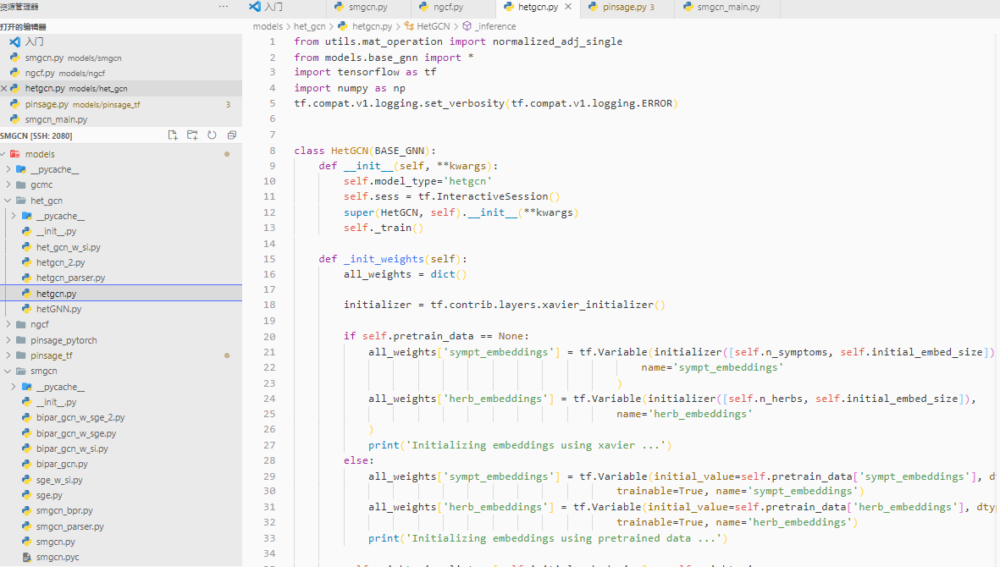 资源管理器
打开的编辑器
入门
smgcn.py models/smgcn
ngcf.py models/ngcf
hetgcn.py models/het_gcn
pinsage.py models/pinsage_tf 3
smgcn_main.py
SMGCN [SSH: 2080]
models
__pycache__
gcmc
het_gcn
__pycache__
__init__.py
het_gcn_w_si.py
hetgcn_2.py
hetgcn_parser.py
hetgcn.py
hetGNN.py
ngcf
pinsage_pytorch
pinsage_tf
smgcn
__pycache__
__init__.py
bipar_gcn_w_sge_2.py
bipar_gcn_w_sge.py
bipar_gcn_w_si.py
bipar_gcn.py
sge_w_si.py
sge.py
smgcn_bpr.py
smgcn_parser.py
smgcn.py
smgcn.pyc
入门 smgcn.py ngcf.py hetgcn.py pinsage.py 3 smgcn_main.py
models > het_gcn > hetgcn.py > HetGCN > _inference
1 from utils.mat_operation import normalized_adj_single
2 from models.base_gnn import *
3 import tensorflow as tf
4 import numpy as np
5 tf.compat.v1.logging.set_verbosity(tf.compat.v1.logging.ERROR)
6
7
8 class HetGCN(BASE_GNN):
9 def __init__(self, **kwargs):
10 self.model_type='hetgcn'
11 self.sess = tf.InteractiveSession()
12 super(HetGCN, self).__init__(**kwargs)
13 self._train()
14
15 def _init_weights(self):
16 all_weights = dict()
17
18 initializer = tf.contrib.layers.xavier_initializer()
19
20 if self.pretrain_data == None:
21 all_weights['sympt_embeddings'] = tf.Variable(initializer([self.n_symptoms, self.initial_embed_size])
22 name='sympt_embeddings'
23 )
24 all_weights['herb_embeddings'] = tf.Variable(initializer([self.n_herbs, self.initial_embed_size]),
25 name='herb_embeddings'
26 )
27 print('Initializing embeddings using xavier ...')
28 else:
29 all_weights['sympt_embeddings'] = tf.Variable(initial_value=self.pretrain_data['sympt_embeddings'], d
30 trainable=True, name='sympt_embeddings')
31 all_weights['herb_embeddings'] = tf.Variable(initial_value=self.pretrain_data['herb_embeddings'], dty
32 trainable=True, name='herb_embeddings')
33 print('Initializing embeddings using pretrained data ...')
34